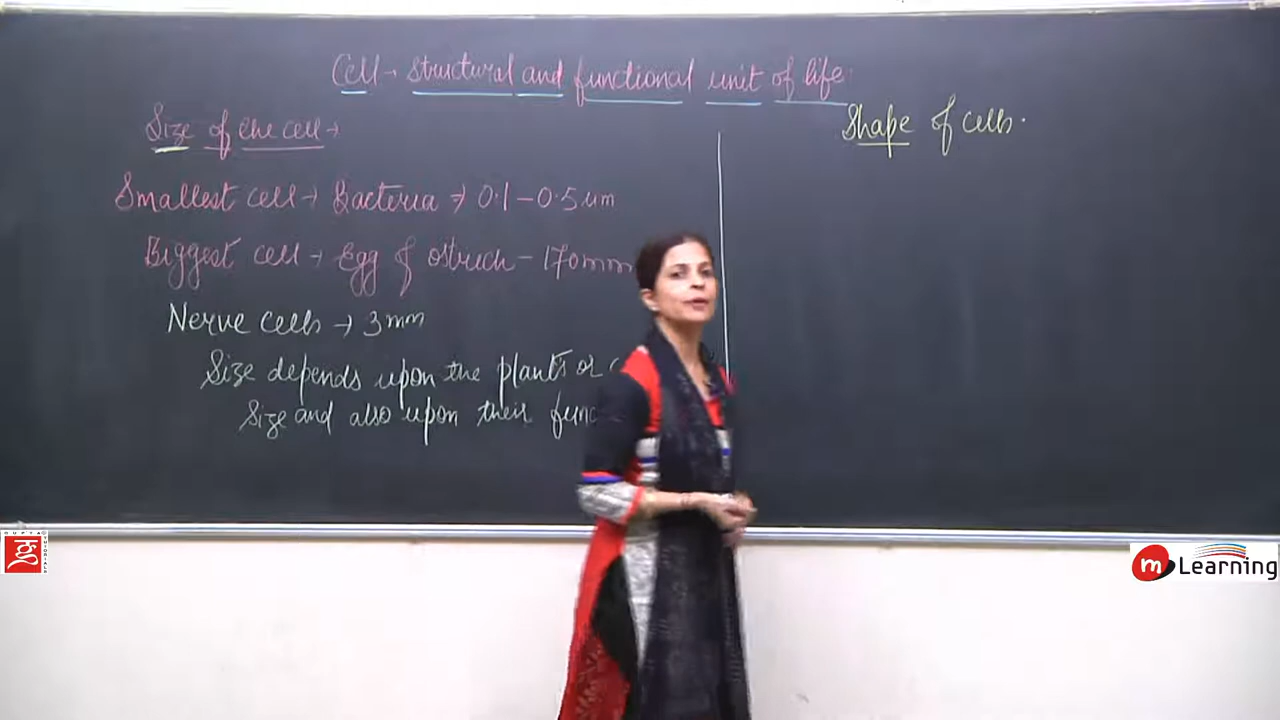 Cell → structural and functional unit of life.
Size of the cell →
Smallest cell → Bacteria → 0.1 – 0.5 um
Biggest cell → Egg of ostrich – 170mm
Nerve cells → 3mm
Size depends upon the plants or
Size and also upon their func
Shape of cells.
GUPTA TUTORIALS
ग
m Learning